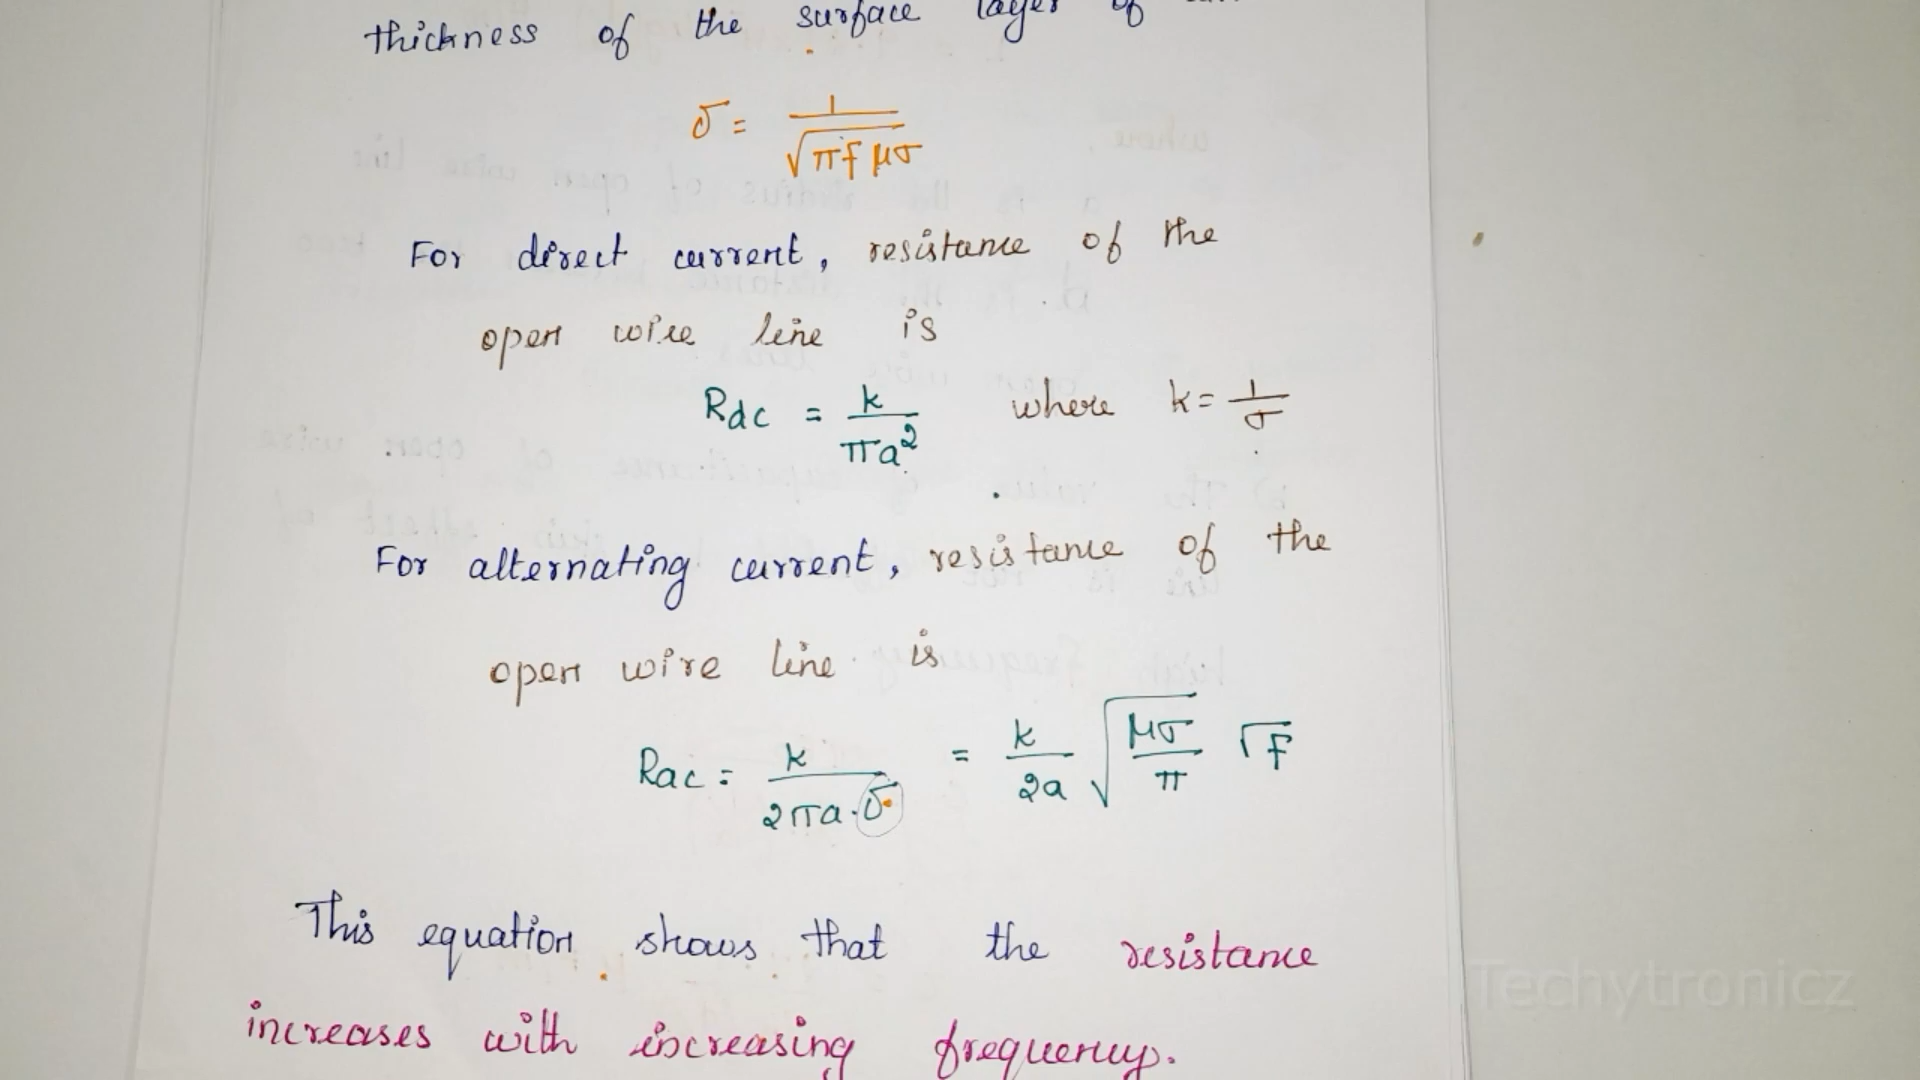 thickness of the surface layer of
δ = 1 / √(πfμσ)
For direct current, resistance of the
open wire line is
Rdc = k / πa² where k = 1 / σ
For alternating current, resistance of the
open wire line is
Rac = k / 2πa.δ = k / 2a √(μσ / π) √f
This equation shows that the resistance
increases with increasing frequency.
Techytronicz